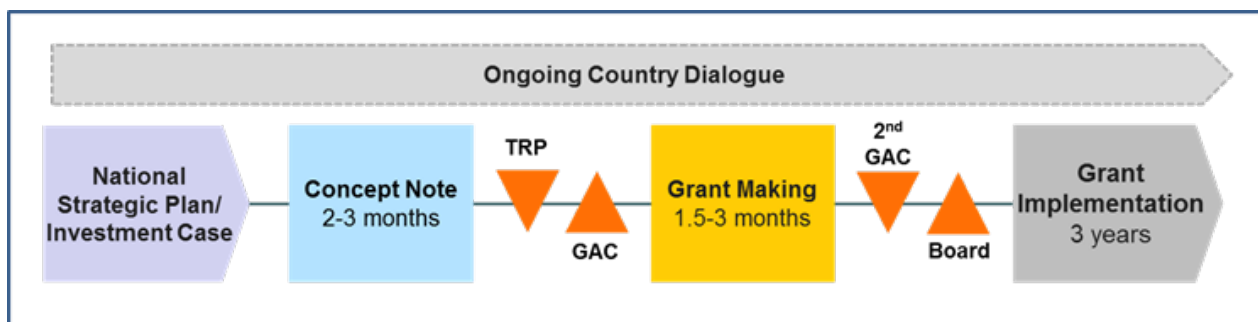 Ongoing Country Dialogue
National
Strategic Plan/
Investment Case
Concept Note
2-3 months
TRP
GAC
Grant Making
1.5-3 months
2nd
GAC
Board
Grant
Implementation
3 years